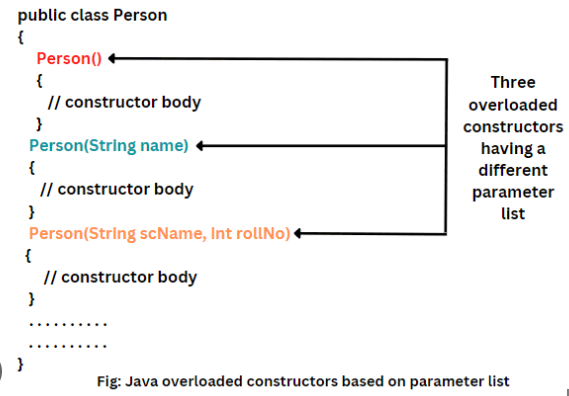 public class Person
{
Person()
{
// constructor body
}
Person(String name)
{
// constructor body
}
Person(String scName, int rollNo)
{
// constructor body
}
..........
..........
}
Three
overloaded
constructors
having a
different
parameter
list
Fig: Java overloaded constructors based on parameter list